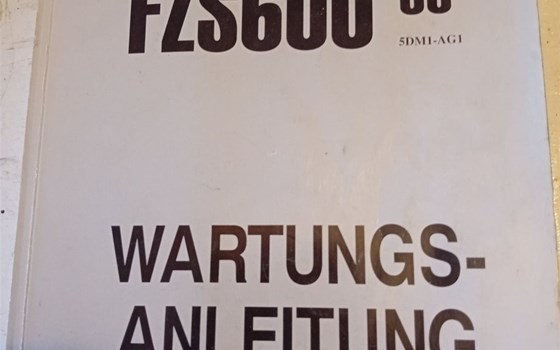 FZS600
5DM1-AG1
WARTUNGS-
ANLEITUNG